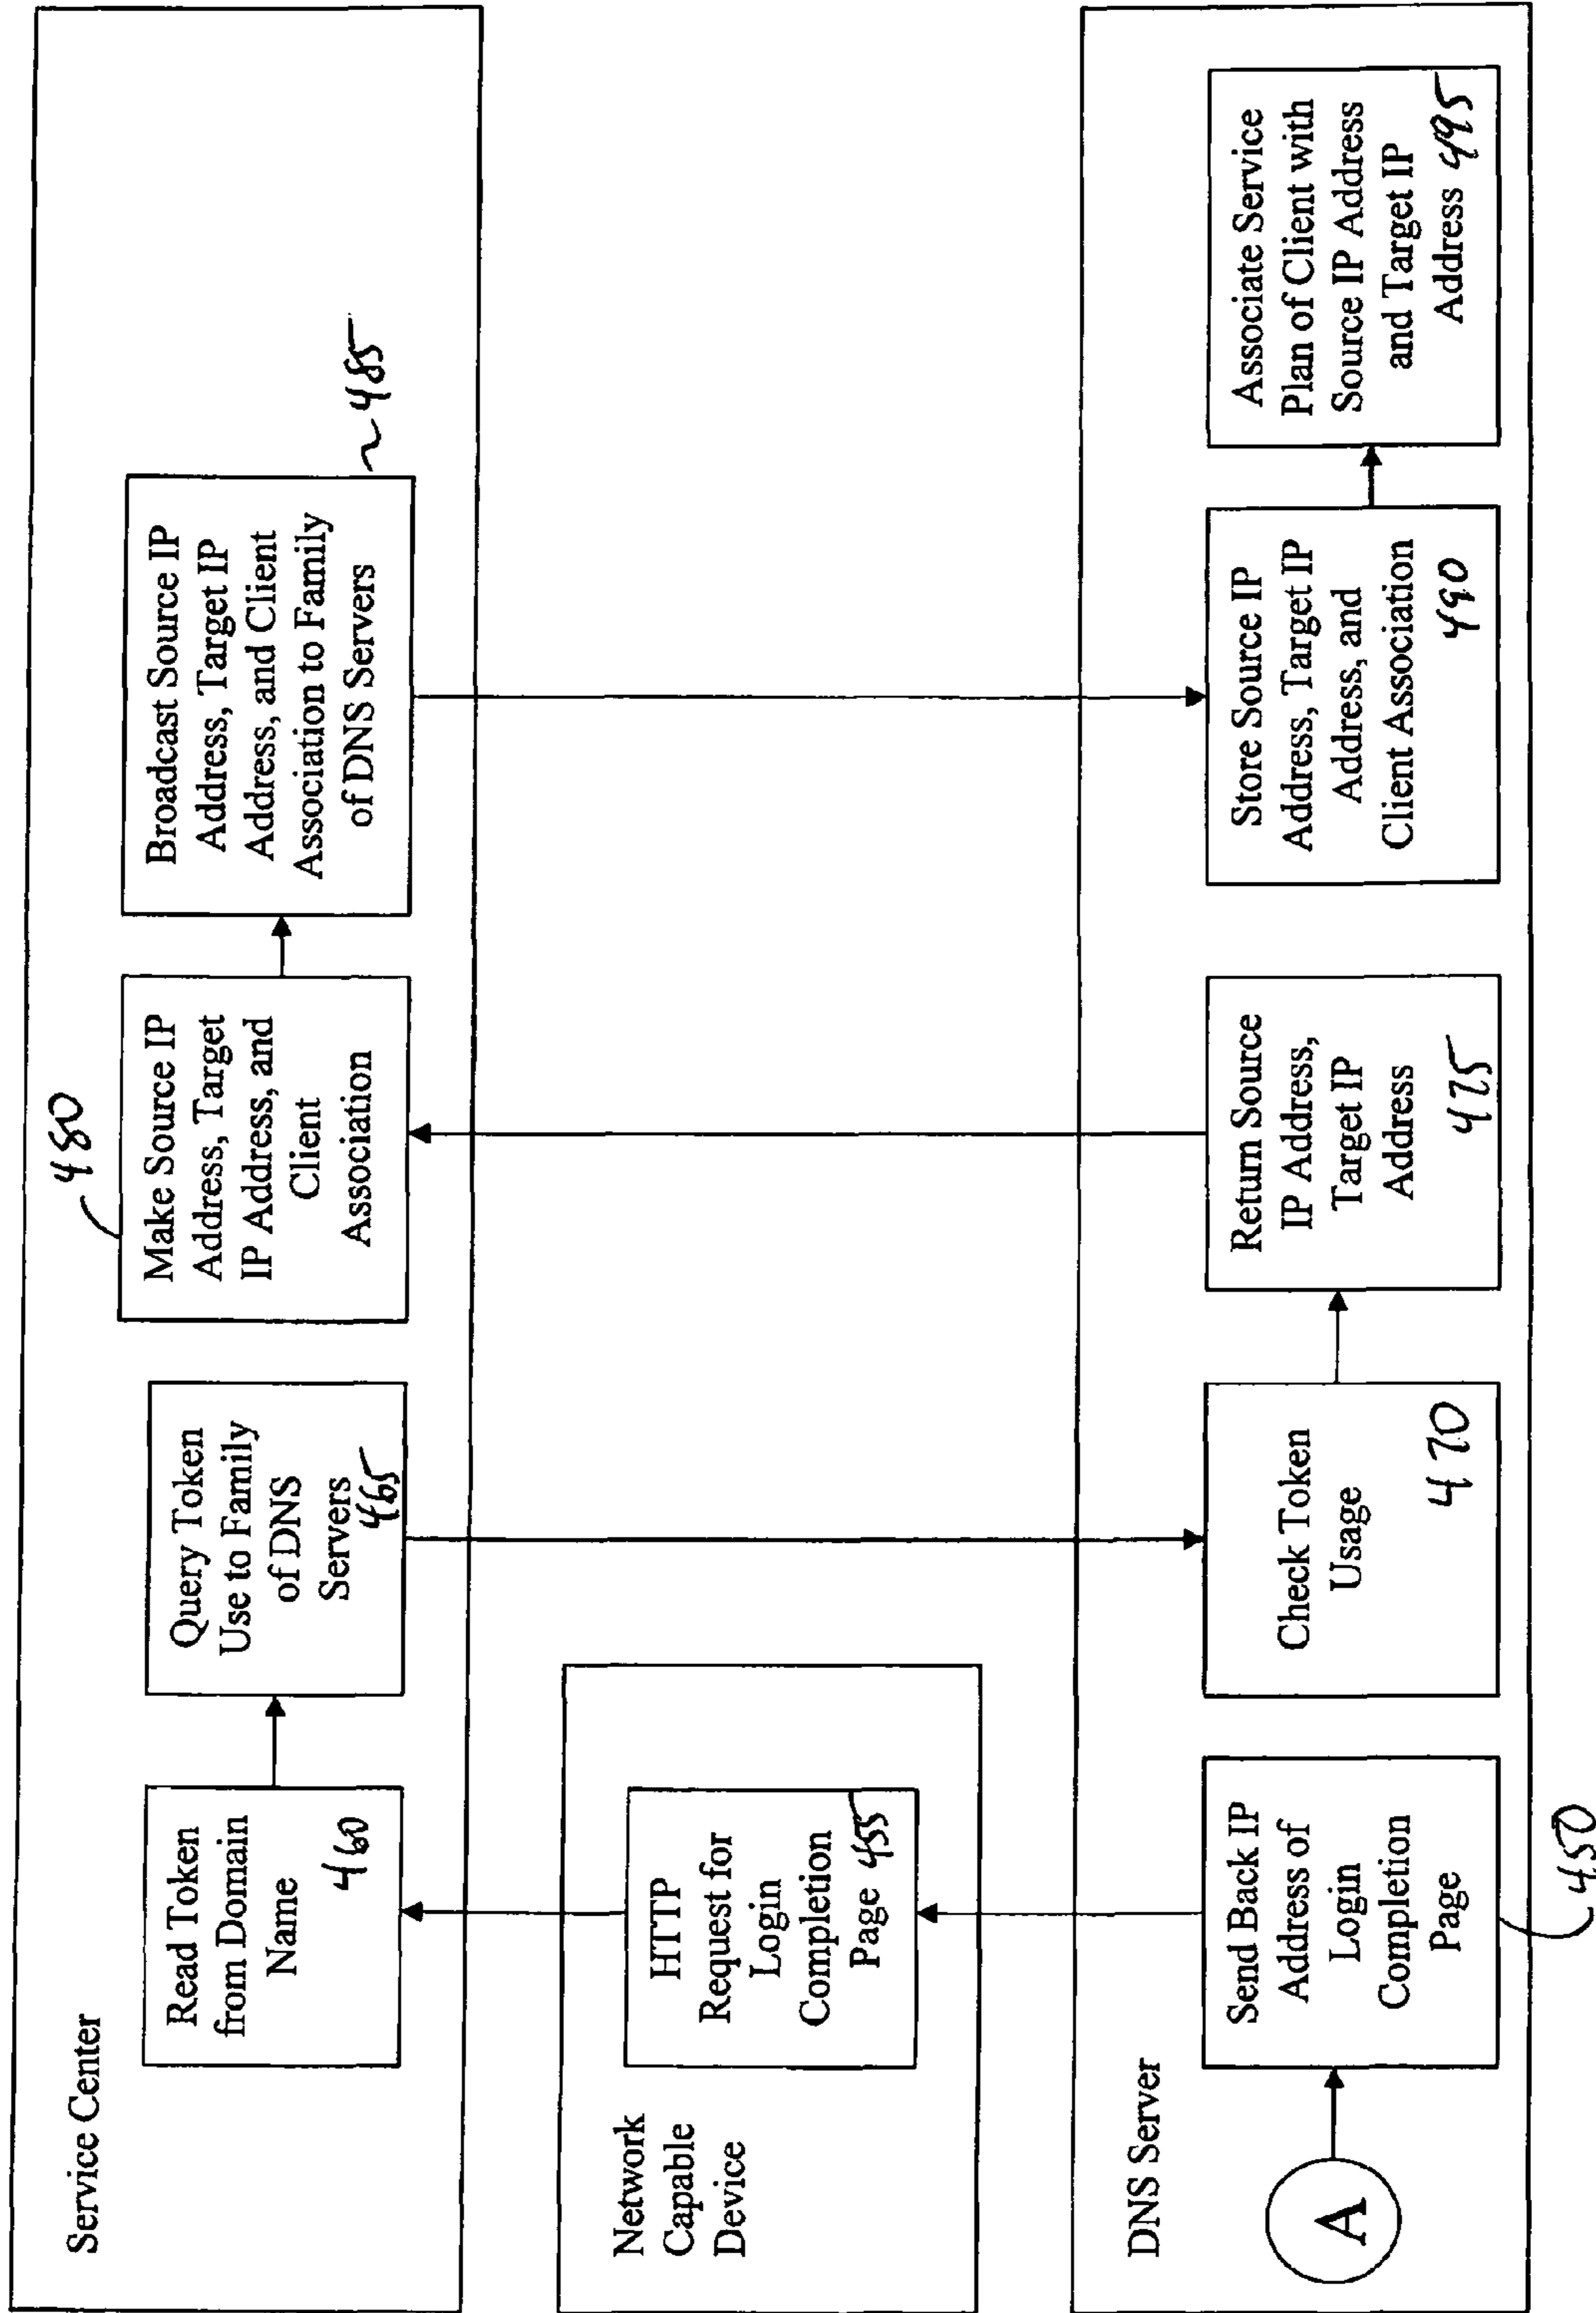 Service Center
Read Token
from Domain
Name
460
Query Token
Use to Family
of DNS
Servers
465
480
Make Source IP
Address, Target
IP Address, and
Client
Association
Broadcast Source IP
Address, Target IP
Address, and Client
Association to Family
of DNS Servers
485
Network
Capable
Device
HTTP
Request for
Login
Completion
Page 455
DNS Server
A
Send Back IP
Address of
Login
Completion
Page
450
Check Token
Usage
470
Return Source
IP Address,
Target IP
Address
475
Store Source IP
Address, Target IP
Address, and
Client Association
490
Associate Service
Plan of Client with
Source IP Address
and Target IP
Address 495